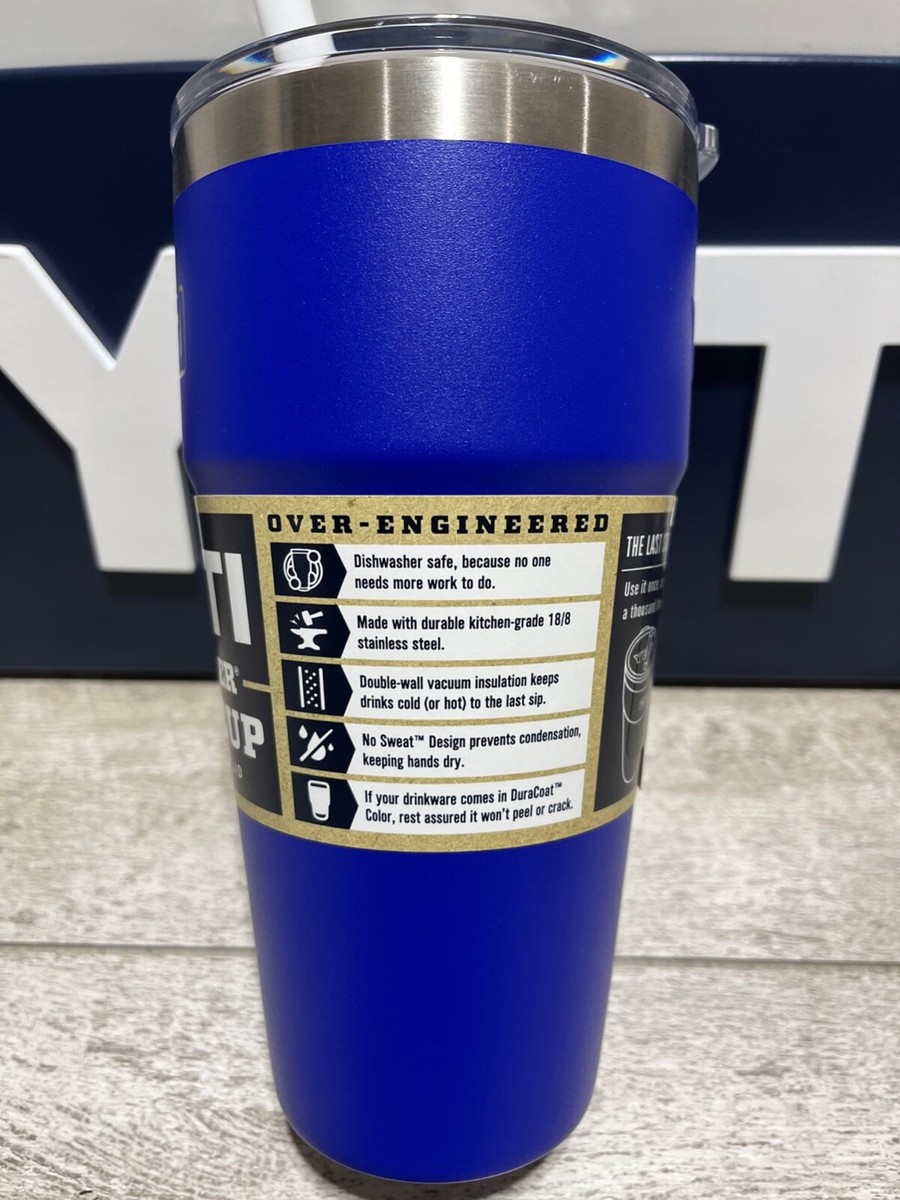 Y T
OVER-ENGINEERED
Dishwasher safe, because no one
needs more work to do.
Made with durable kitchen-grade 18/8
stainless steel.
Double-wall vacuum insulation keeps
drinks cold (or hot) to the last sip.
No Sweat™ Design prevents condensation,
keeping hands dry.
If your drinkware comes in DuraCoat™
Color, rest assured it won't peel or crack.
TI
ER®
UP
THE LAST
Use it once,
a thousand